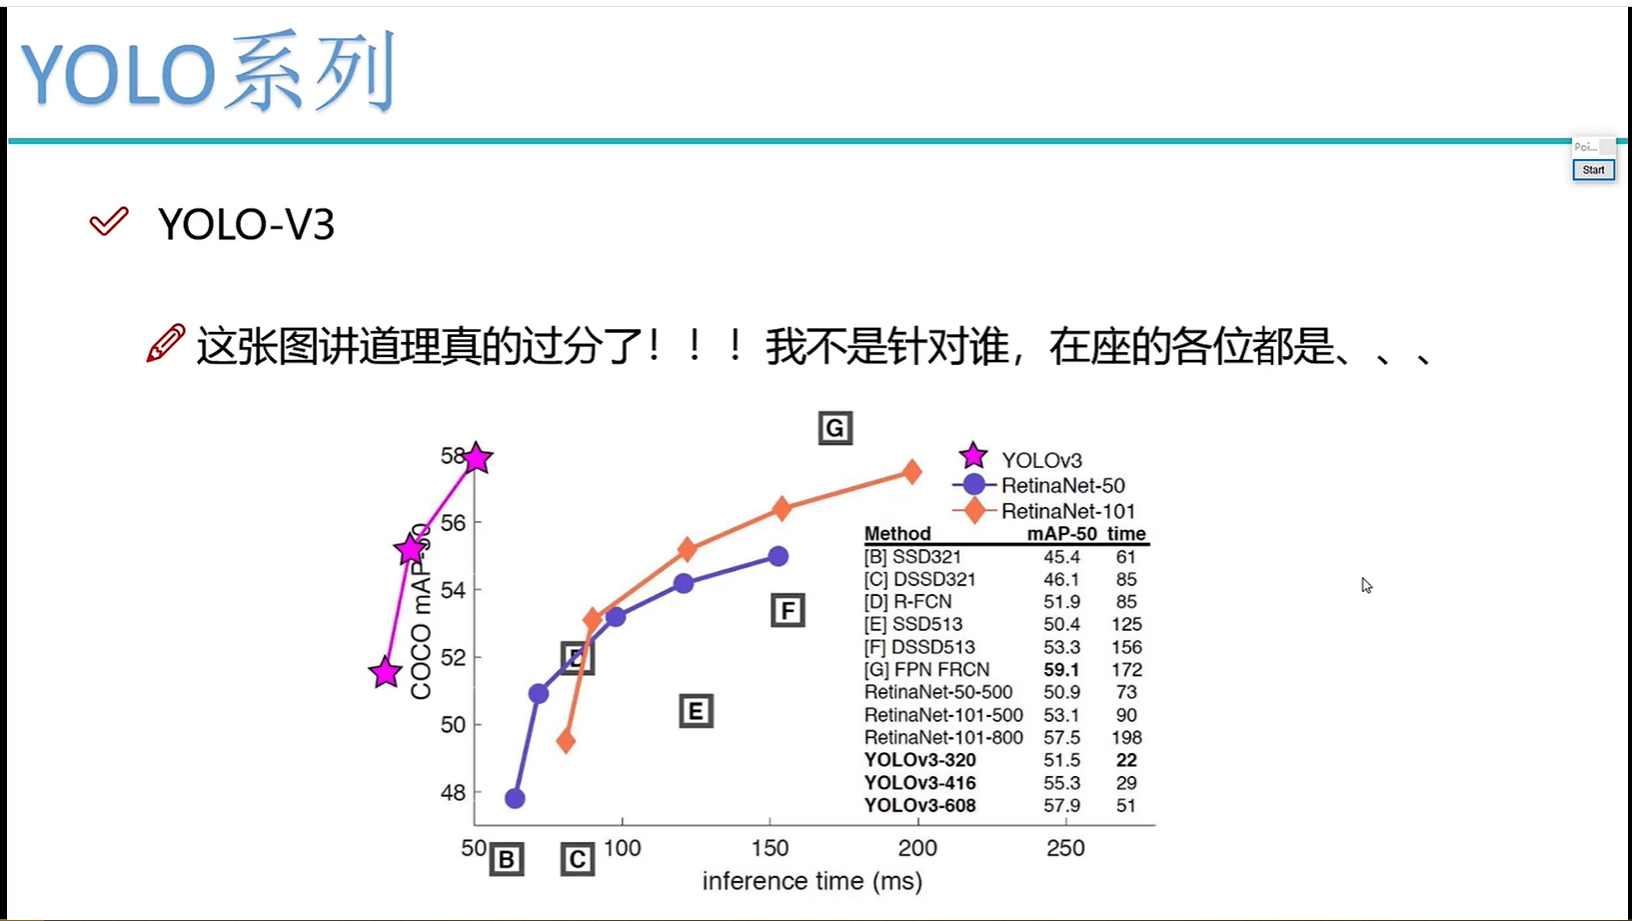 YOLO系列
Poi...
Start
YOLO-V3
这张图讲道理真的过分了！！！我不是针对谁，在座的各位都是、、、
G
58
56
54
52
50
48
COCO mAP-50
F
E
D
B
C
50
100
150
200
250
inference time (ms)
YOLOv3
RetinaNet-50
RetinaNet-101
Method mAP-50 time
[B] SSD321 45.4 61
[C] DSSD321 46.1 85
[D] R-FCN 51.9 85
[E] SSD513 50.4 125
[F] DSSD513 53.3 156
[G] FPN FRCN 59.1 172
RetinaNet-50-500 50.9 73
RetinaNet-101-500 53.1 90
RetinaNet-101-800 57.5 198
YOLOv3-320 51.5 22
YOLOv3-416 55.3 29
YOLOv3-608 57.9 51